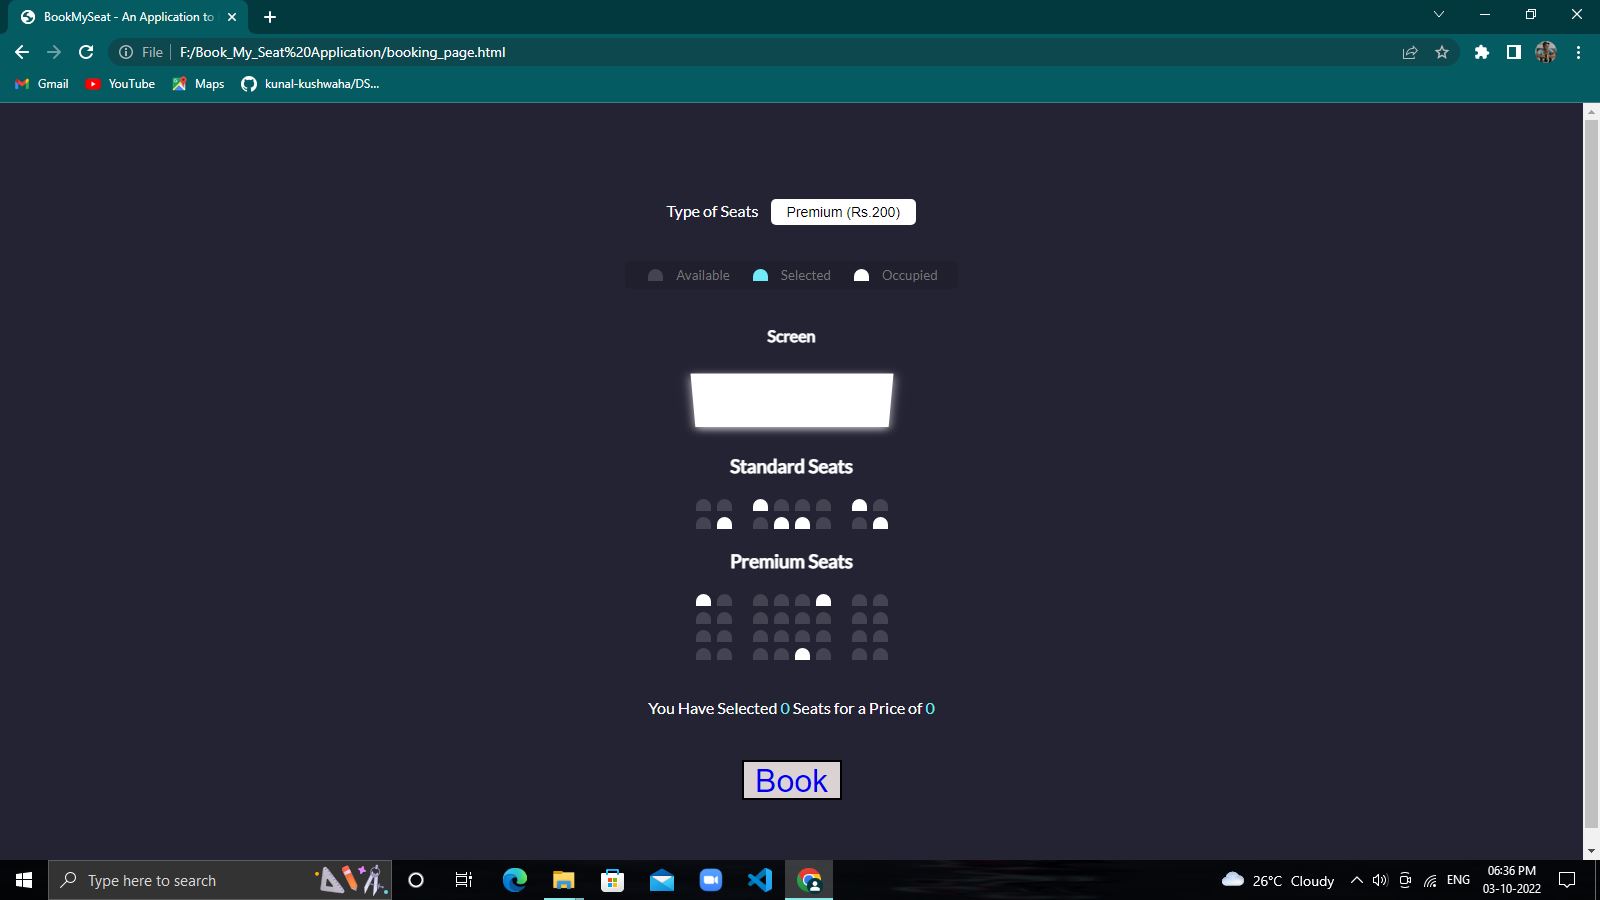 BookMySeat - An Application to
File F:/Book_My_Seat%20Application/booking_page.html
Gmail YouTube Maps kunal-kushwaha/DS...
Type of Seats Premium (Rs.200)
Available Selected Occupied
Screen
Standard Seats
Premium Seats
You Have Selected 0 Seats for a Price of 0
Book
Type here to search
26°C Cloudy
ENG
06:36 PM
03-10-2022